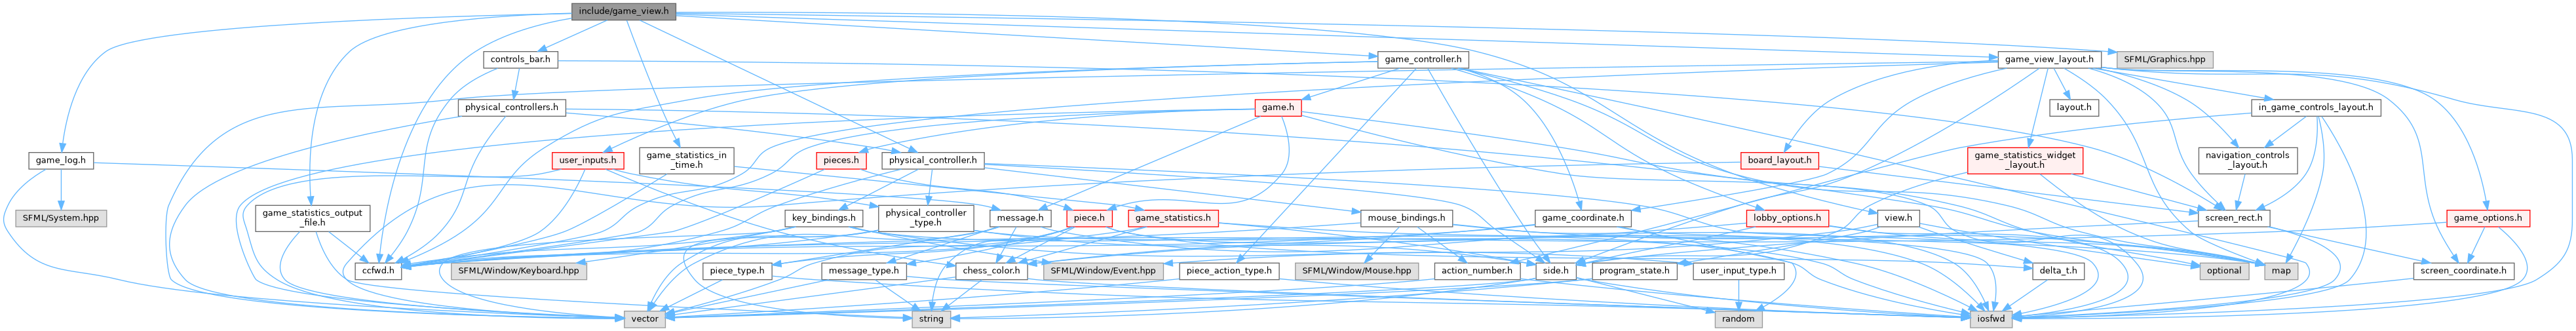 include/game_view.h
controls_bar.h
game_controller.h
game_view_layout.h
SFML/Graphics.hpp
physical_controllers.h
game.h
layout.h
in_game_controls_layout.h
game_log.h
user_inputs.h
game_statistics_in
_time.h
pieces.h
physical_controller.h
board_layout.h
game_statistics_widget
_layout.h
navigation_controls
_layout.h
SFML/System.hpp
game_statistics_output
_file.h
key_bindings.h
physical_controller
_type.h
message.h
piece.h
game_statistics.h
mouse_bindings.h
game_coordinate.h
lobby_options.h
view.h
screen_rect.h
game_options.h
ccfwd.h
SFML/Window/Keyboard.hpp
piece_type.h
message_type.h
chess_color.h
SFML/Window/Event.hpp
piece_action_type.h
SFML/Window/Mouse.hpp
action_number.h
side.h
program_state.h
user_input_type.h
delta_t.h
optional
map
screen_coordinate.h
vector
string
random
iosfwd